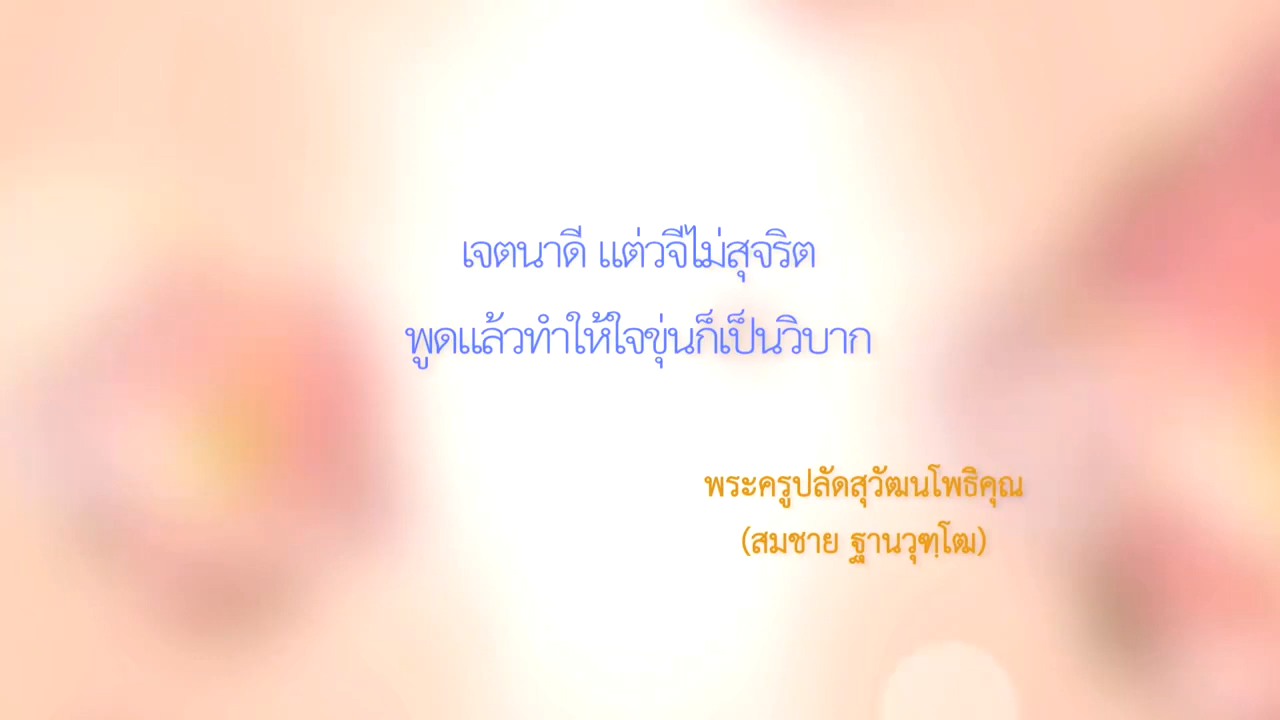 เจตนาดี แต่วจีไม่สุจริต
พูดแล้วทำให้ใจขุ่นก็เป็นวิบาก
พระครูปลัดสุวัฒนโพธิคุณ
(สมชาย ฐานวุฑฺโฒ)